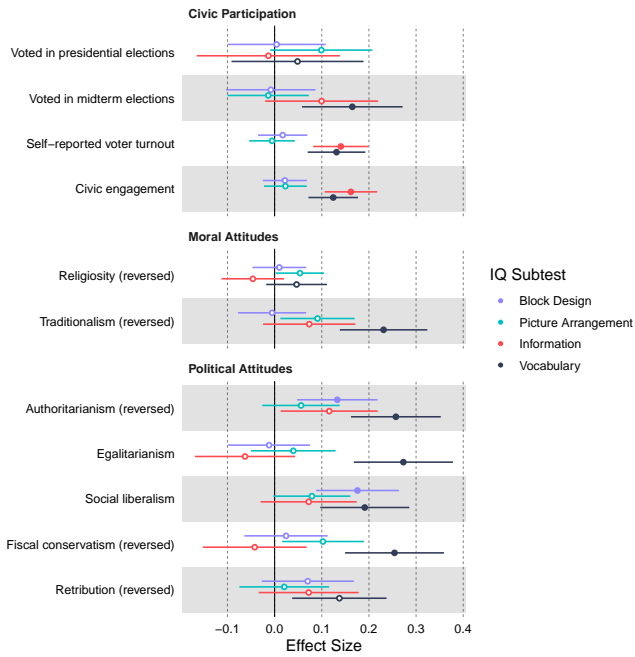 Civic Participation
Voted in presidential elections
Voted in midterm elections
Self−reported voter turnout
Civic engagement
Moral Attitudes
Religiosity (reversed)
Traditionalism (reversed)
Political Attitudes
Authoritarianism (reversed)
Egalitarianism
Social liberalism
Fiscal conservatism (reversed)
Retribution (reversed)
−0.1 0.0 0.1 0.2 0.3 0.4
Effect Size
IQ Subtest
Block Design
Picture Arrangement
Information
Vocabulary